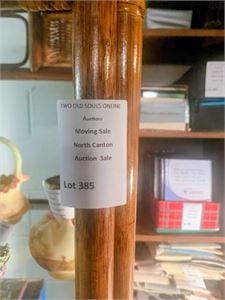 TWO OLD SOULS ONLINE
Auctions
Moving Sale
North Canton
Auction Sale
Lot 385